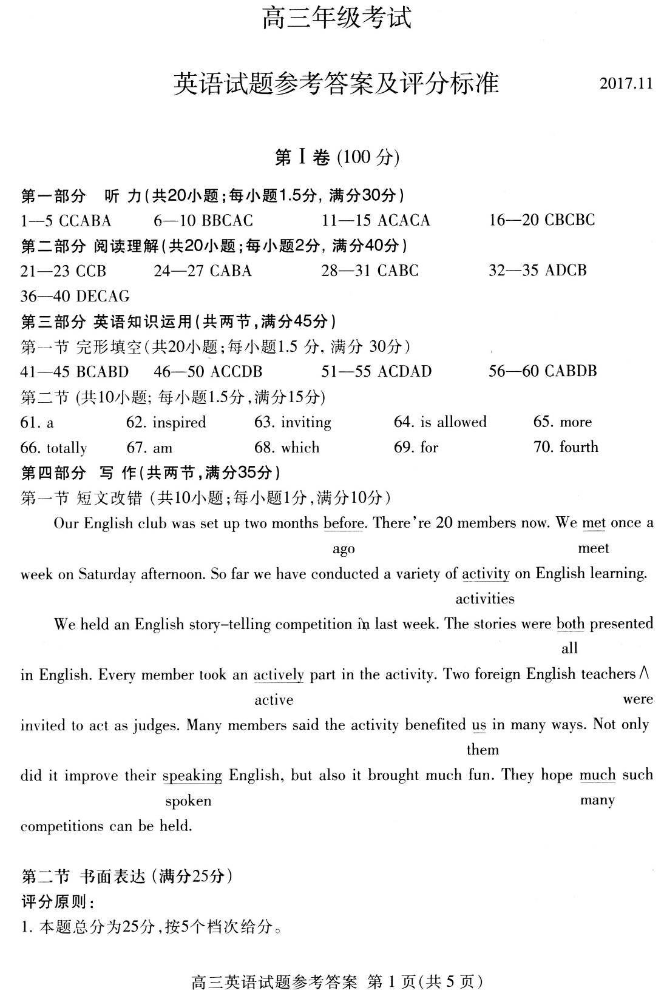 高三年级考试
英语试题参考答案及评分标准 2017.11
第 I 卷 (100 分)
第一部分 听 力(共20小题;每小题1.5分, 满分30分)
1—5 CCABA 6—10 BBCAC 11—15 ACACA 16—20 CBCBC
第二部分 阅读理解(共20小题;每小题2分, 满分40分)
21—23 CCB 24—27 CABA 28—31 CABC 32—35 ADCB
36—40 DECAG
第三部分 英语知识运用(共两节,满分45分)
第一节 完形填空(共20小题;每小题1.5 分, 满分 30分)
41—45 BCABD 46—50 ACCDB 51—55 ACDAD 56—60 CABDB
第二节 (共10小题; 每小题1.5分,满分15分)
61. a 62. inspired 63. inviting 64. is allowed 65. more
66. totally 67. am 68. which 69. for 70. fourth
第四部分 写 作(共两节,满分35分)
第一节 短文改错 (共10小题;每小题1分,满分10分)
Our English club was set up two months before. There're 20 members now. We met once a
ago meet
week on Saturday afternoon. So far we have conducted a variety of activity on English learning.
activities
We held an English story-telling competition in last week. The stories were both presented
all
in English. Every member took an actively part in the activity. Two foreign English teachers∧
active were
invited to act as judges. Many members said the activity benefited us in many ways. Not only
them
did it improve their speaking English, but also it brought much fun. They hope much such
spoken many
competitions can be held.
第二节 书面表达 (满分25分)
评分原则:
1. 本题总分为25分,按5个档次给分。
高三英语试题参考答案 第 1 页(共 5 页)